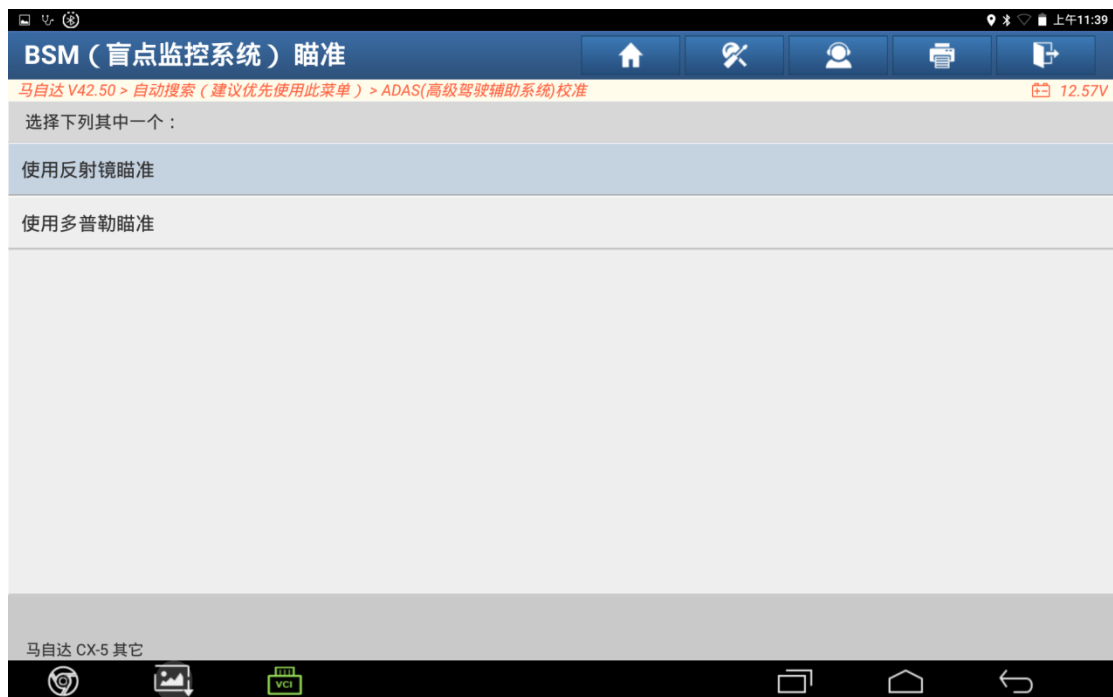 上午11:39
BSM（盲点监控系统）瞄准
马自达 V42.50 > 自动搜索（建议优先使用此菜单）> ADAS(高级驾驶辅助系统)校准
12.57V
选择下列其中一个：
使用反射镜瞄准
使用多普勒瞄准
马自达 CX-5 其它
VCI